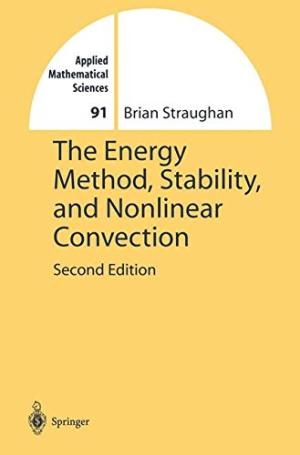 Applied
Mathematical
Sciences
91
Brian Straughan
The Energy
Method, Stability,
and Nonlinear
Convection
Second Edition
Springer